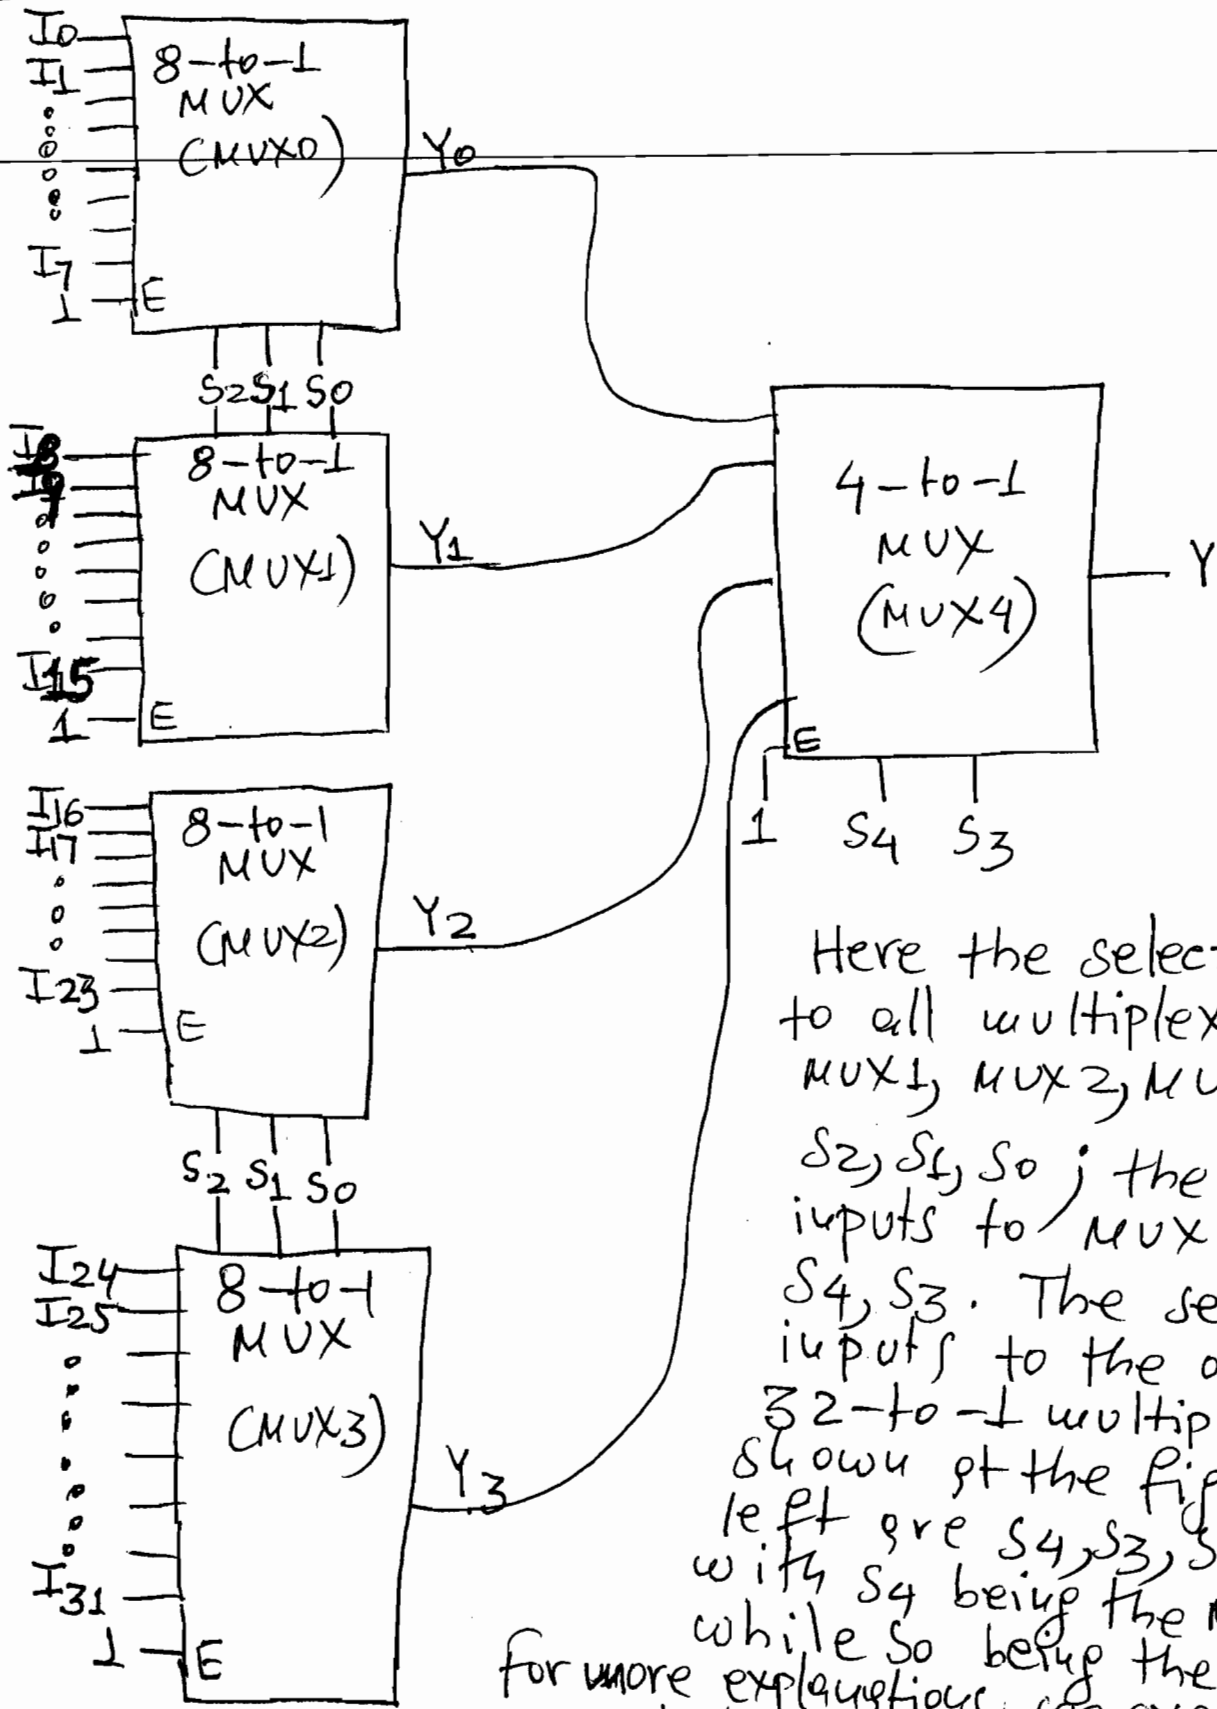 I0
I1
8-to-1
MUX
(MUX0)
Y0
I7
1
E
S2 S1 S0
I8
I9
8-to-1
MUX
(MUX1)
Y1
I15
1
E
4-to-1
MUX
(MUX4)
Y
E
1
S4
S3
I16
I17
8-to-1
MUX
(MUX2)
Y2
I23
1
E
S2 S1 S0
I24
I25
8-to-1
MUX
(MUX3)
Y3
I31
1
E
Here the selec
to all multiplex
MUX1, MUX2, MU
S2, S1, S0; the
inputs to MUX
S4, S3. The se
inputs to the
32-to-1 multip
shown at the fig
left are S4, S3, S
with S4 being the
while S0 being the
for more explanations